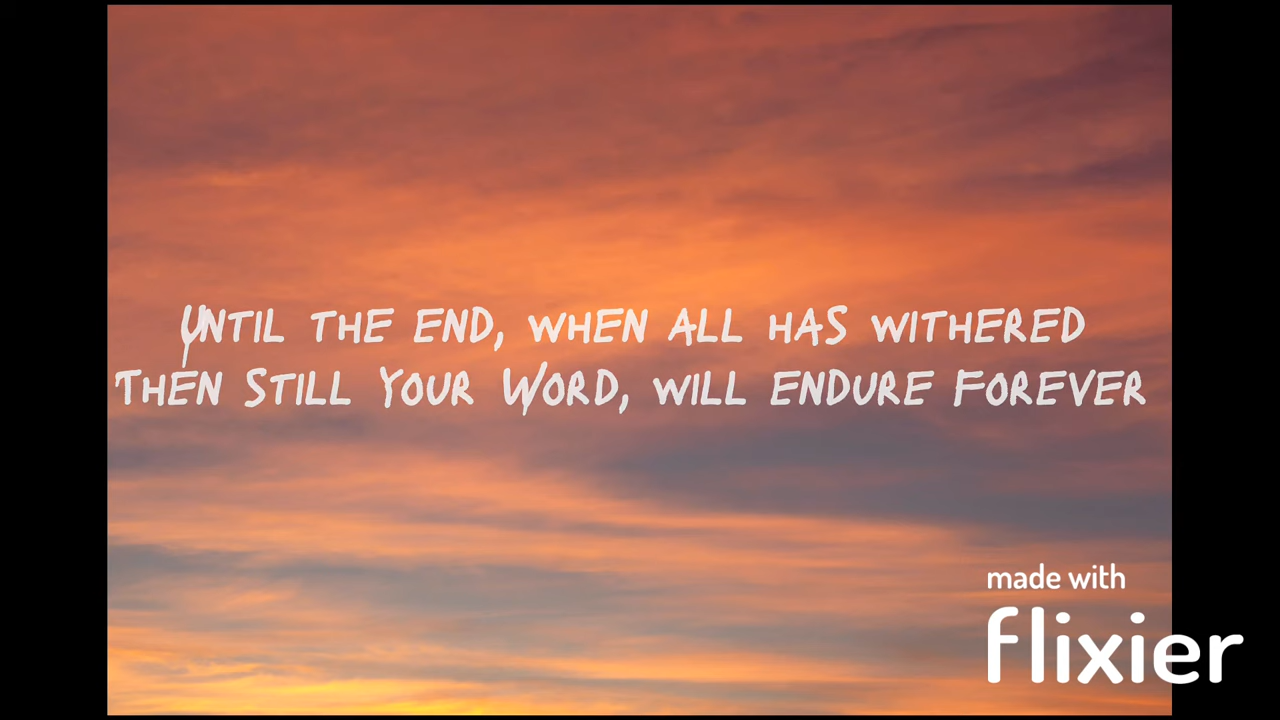 Until the end, when all has withered
Then Still Your Word, will endure Forever
made with
flixier